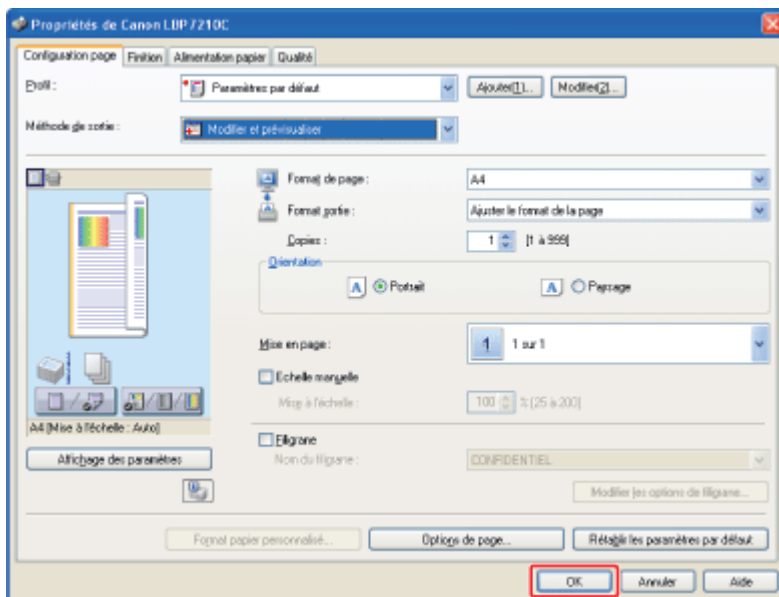 Propriétés de Canon LBP7210C
Configuration page Finition Alimentation papier Qualité
Profil : Paramètres par défaut Ajouter[1]... Modifier[2]...
Méthode de sortie : Modifier et prévisualiser
Format de page : A4
Format sortie : Ajuster le format de la page
Copies : 1 [1 à 999]
Orientation
A Portrait A Paysage
Mise en page : 1 1 sur 1
Echelle manuelle
Mise à l'échelle : 100 % [25 à 200]
A4 [Mise à l'échelle : Auto]
Filigrane
Affichage des paramètres
Nom du filigrane : CONFIDENTIEL
Modifier les options de filigrane...
Format papier personnalisé... Options de page... Rétablir les paramètres par défaut
OK Annuler Aide